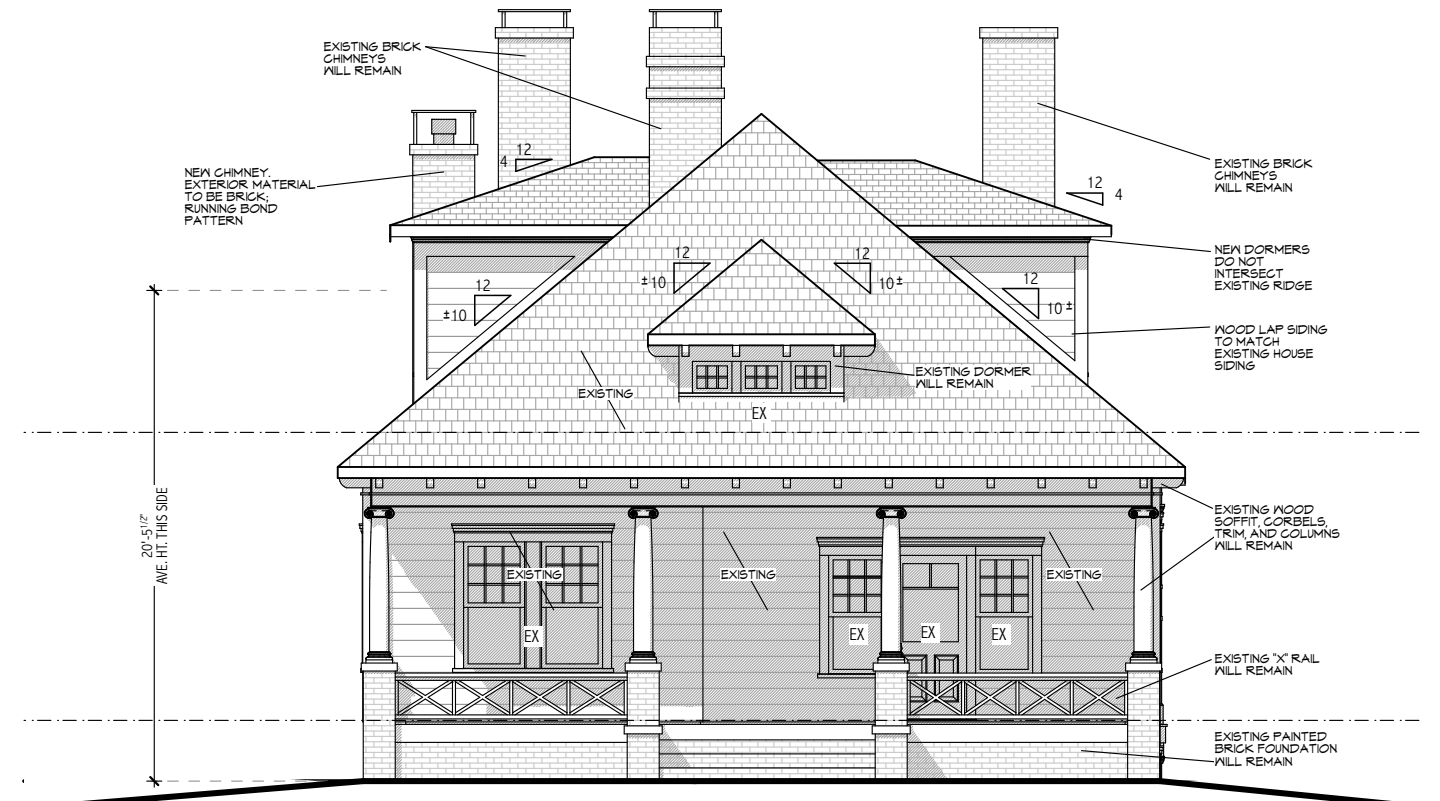 EXISTING BRICK
CHIMNEYS
WILL REMAIN
12
4
NEW CHIMNEY.
EXTERIOR MATERIAL
TO BE BRICK;
RUNNING BOND
PATTERN
EXISTING BRICK
CHIMNEYS
WILL REMAIN
12
4
NEW DORMERS
DO NOT
INTERSECT
EXISTING RIDGE
12
±10
12
10±
12
±10
12
10±
WOOD LAP SIDING
TO MATCH
EXISTING HOUSE
SIDING
EXISTING DORMER
WILL REMAIN
EXISTING
EX
20'-5 1/2"
AVE. HT. THIS SIDE
EXISTING WOOD
SOFFIT, CORBELS,
TRIM, AND COLUMNS
WILL REMAIN
EXISTING
EXISTING
EXISTING
EX
EX
EX
EX
EXISTING "X" RAIL
WILL REMAIN
EXISTING PAINTED
BRICK FOUNDATION
WILL REMAIN